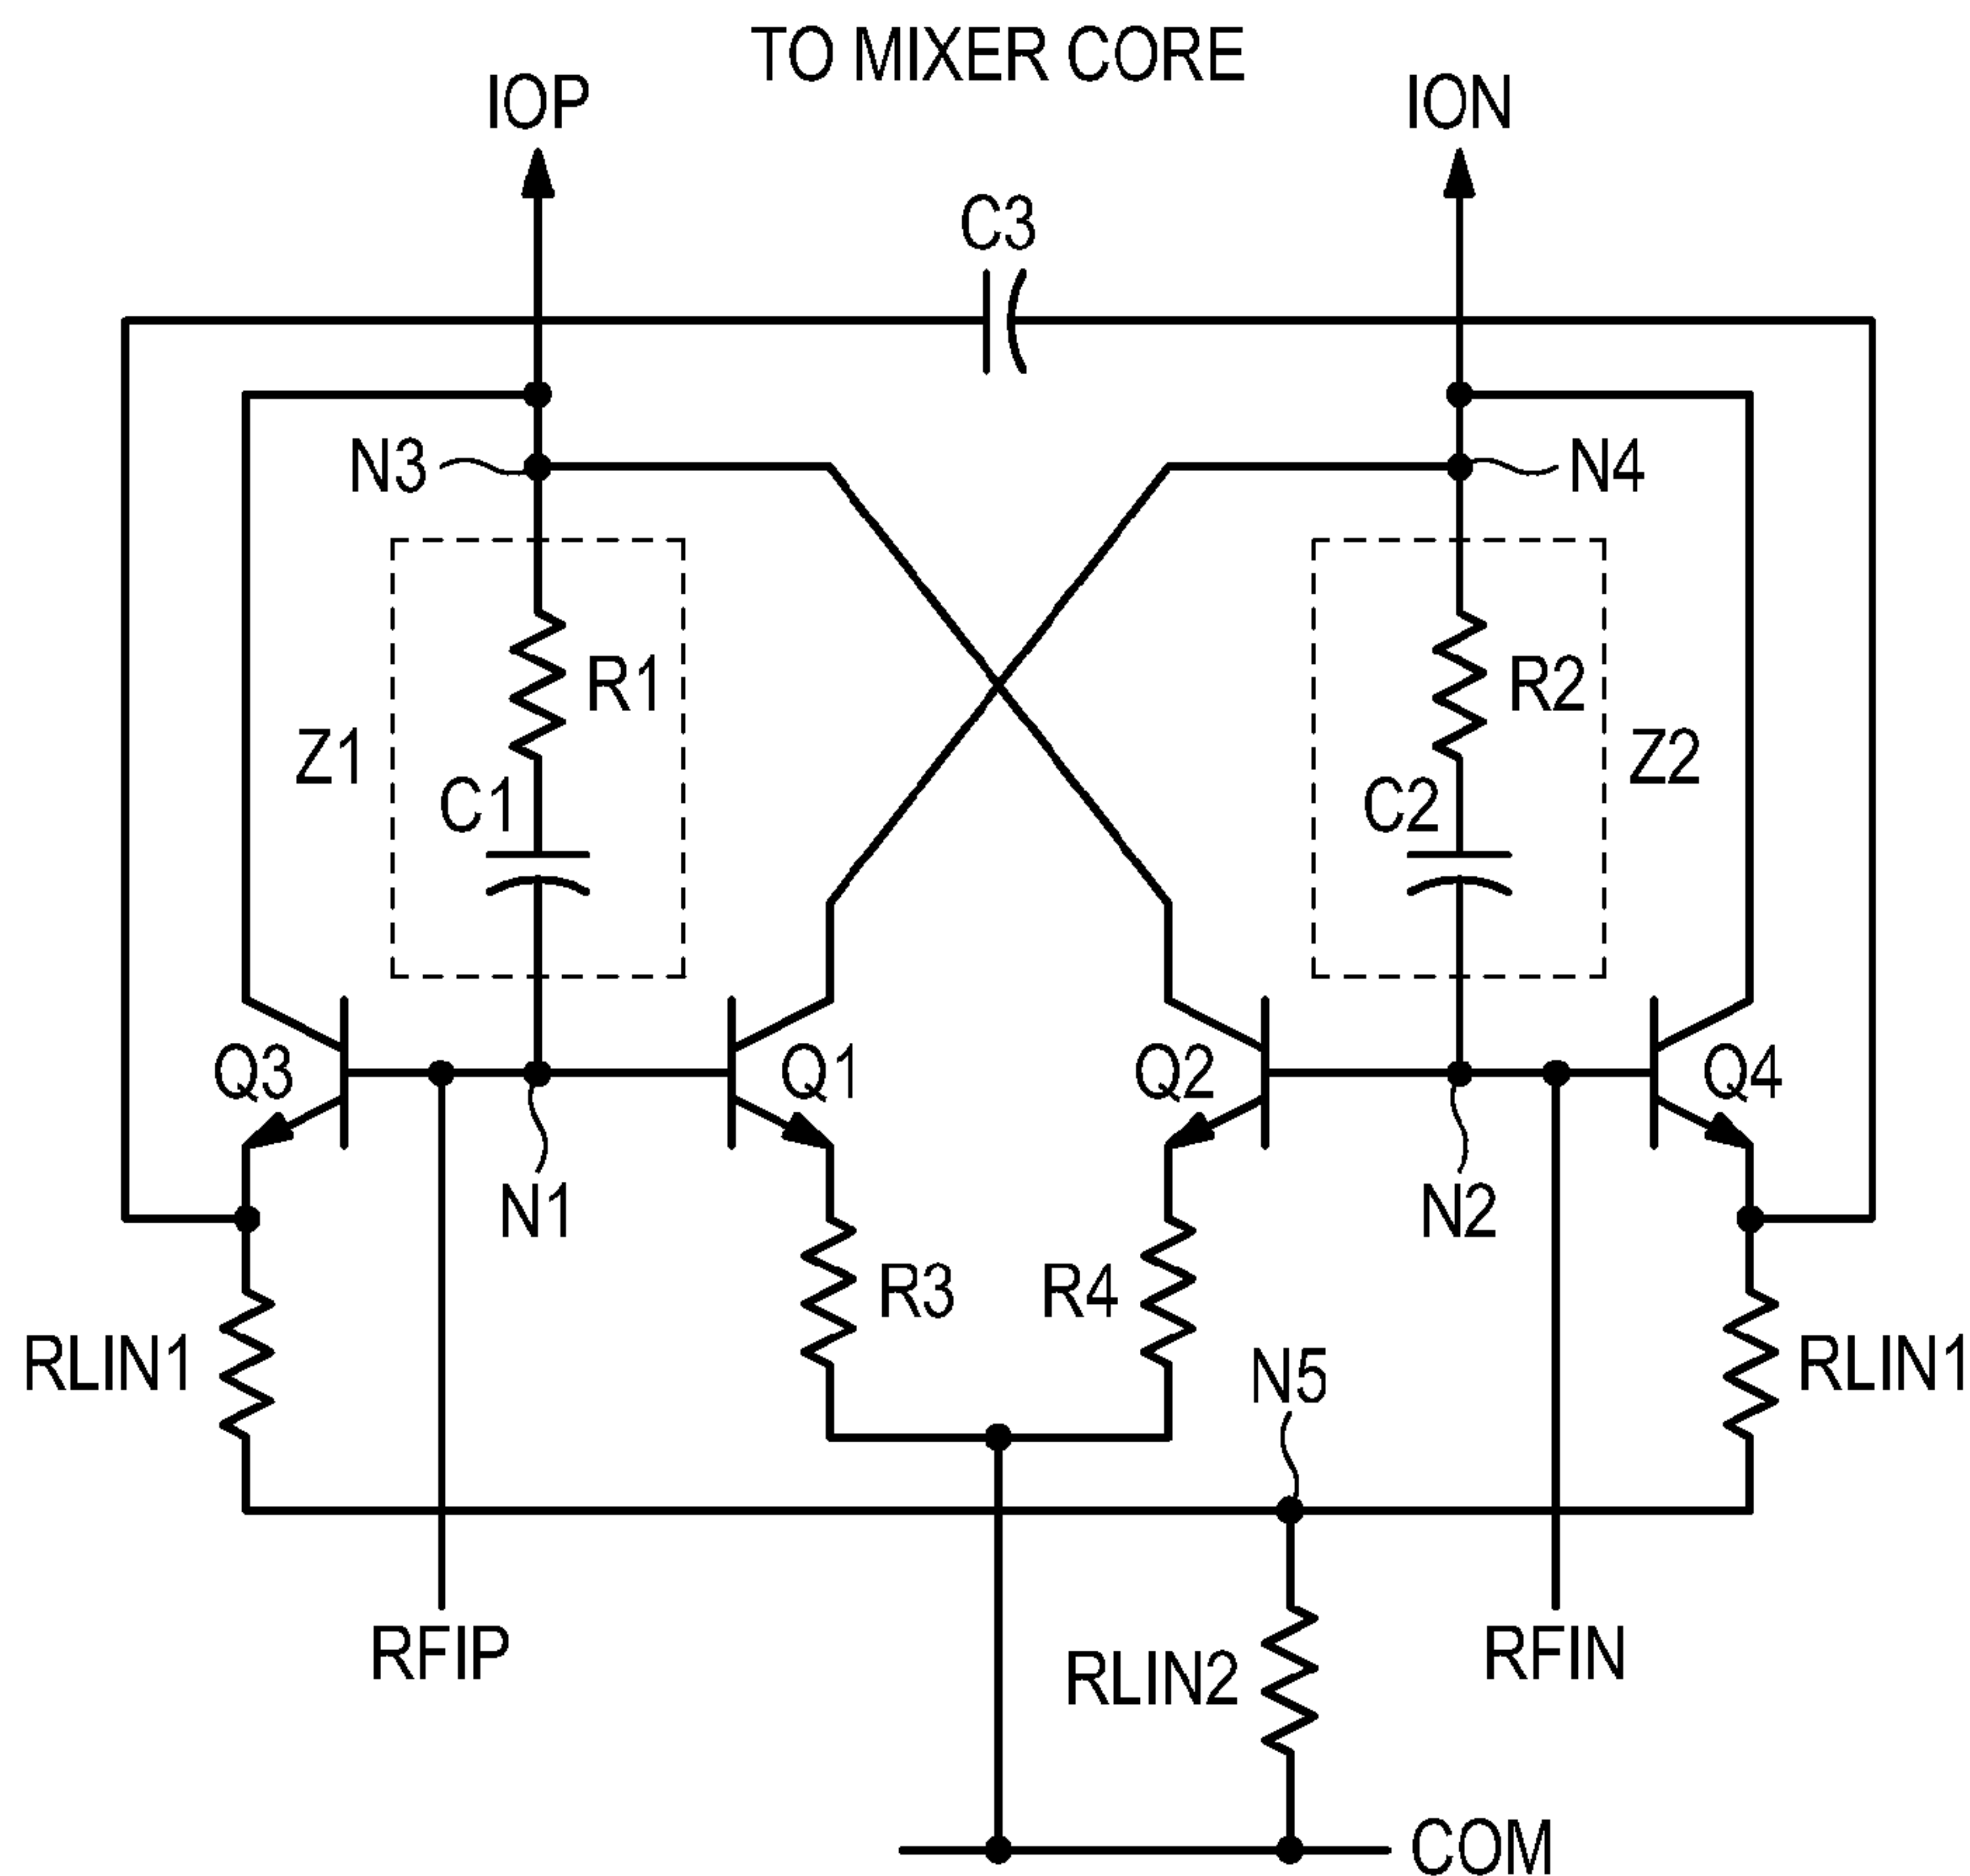 TO MIXER CORE
IOP
ION
C3
N3
N4
R1
R2
Z1
Z2
C1
C2
Q3
Q1
Q2
Q4
N1
N2
R3
R4
RLIN1
N5
RLIN1
RFIP
RLIN2
RFIN
COM